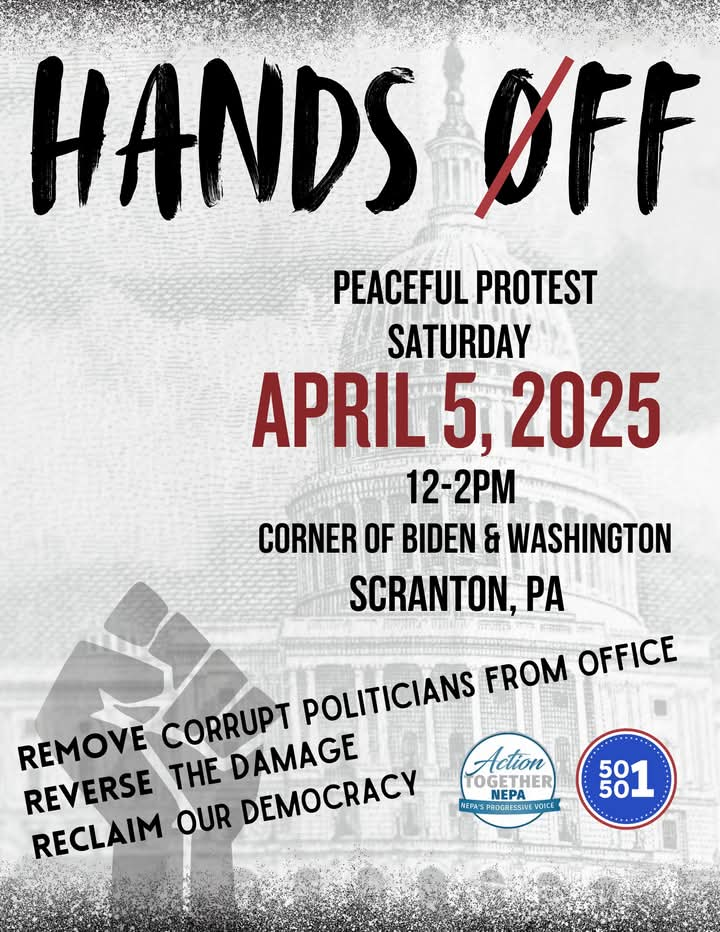 HANDS OFF
PEACEFUL PROTEST
SATURDAY
APRIL 5, 2025
12-2PM
CORNER OF BIDEN & WASHINGTON
SCRANTON, PA
REMOVE CORRUPT POLITICIANS FROM OFFICE
REVERSE THE DAMAGE
RECLAIM OUR DEMOCRACY
Action
TOGETHER
NEPA
NEPA'S PROGRESSIVE VOICE
50
50 1